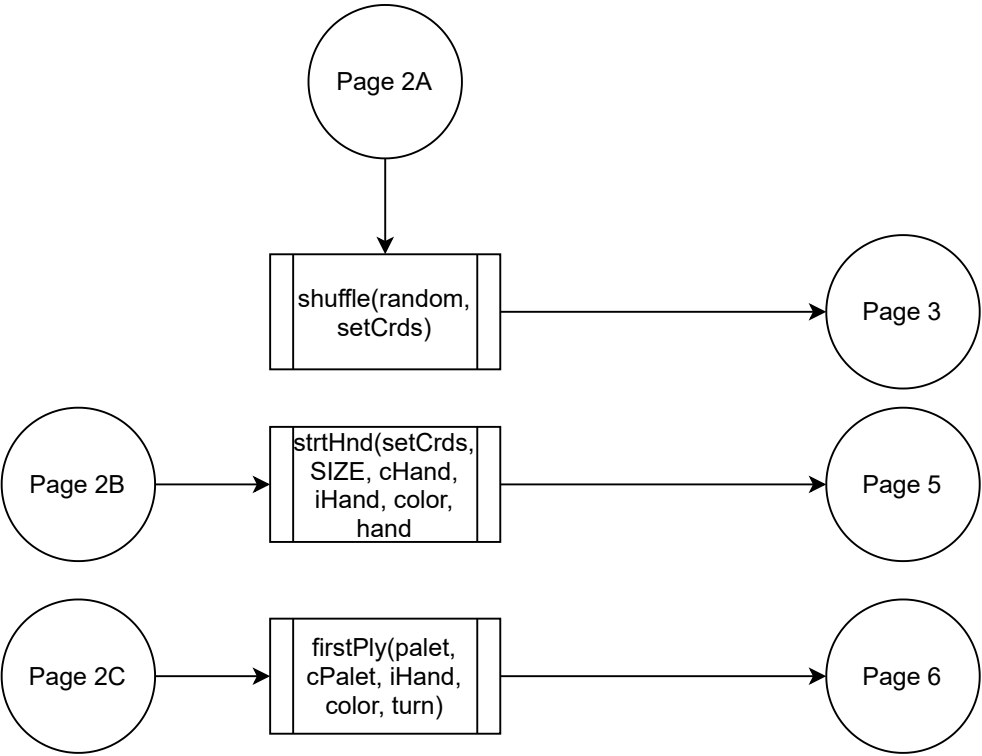 Page 2A
shuffle(random,
setCrds)
Page 3
Page 2B
strtHnd(setCrds,
SIZE, cHand,
iHand, color,
hand
Page 5
Page 2C
firstPly(palet,
cPalet, iHand,
color, turn)
Page 6